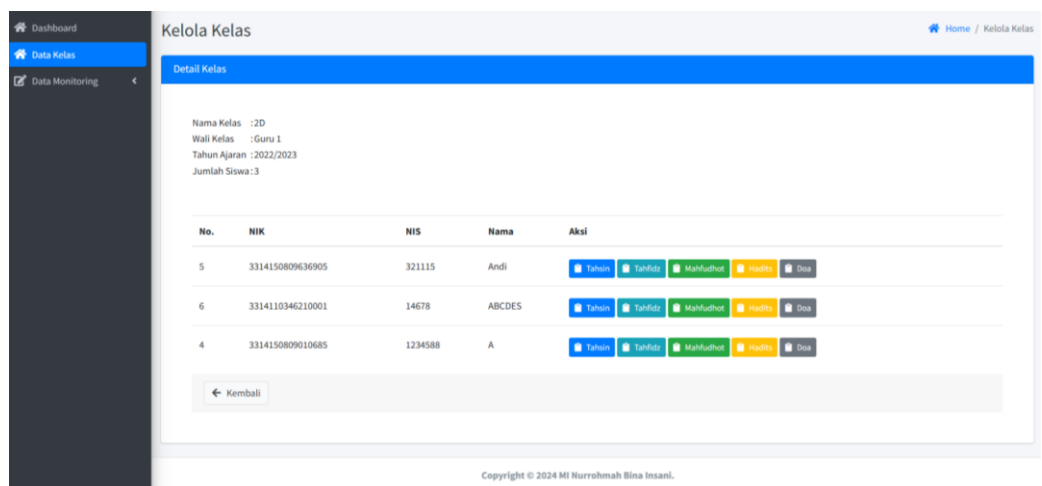 Dashboard
Data Kelas
Data Monitoring
Kelola Kelas
Home / Kelola Kelas
Detail Kelas
Nama Kelas :2D
Wali Kelas :Guru 1
Tahun Ajaran :2022/2023
Jumlah Siswa:3
No. NIK NIS Nama Aksi
5 3314150809636905 321115 Andi Tahsin Tahfidz Mahfudhot Hadits Doa
6 3314110346210001 14678 ABCDES Tahsin Tahfidz Mahfudhot Hadits Doa
4 3314150809010685 1234588 A Tahsin Tahfidz Mahfudhot Hadits Doa
Kembali
Copyright © 2024 MI Nurrohmah Bina Insani.